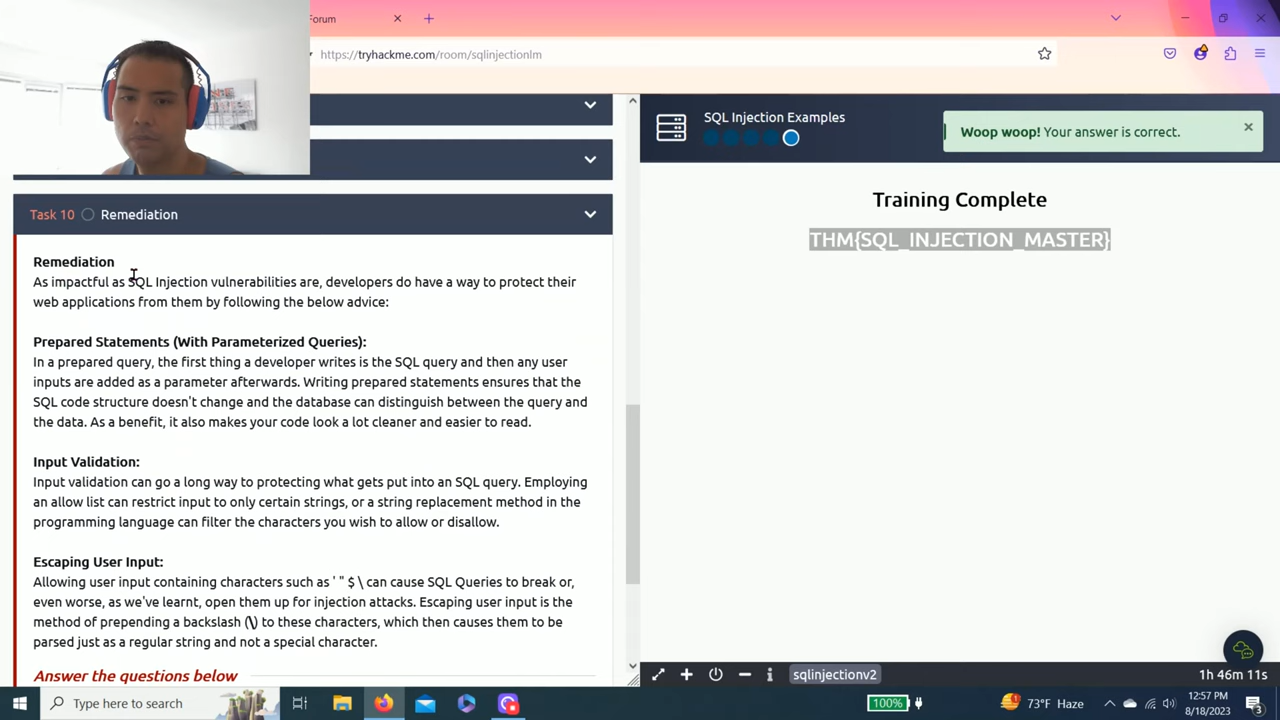 Forum
https://tryhackme.com/room/sqlinjectionlm
SQL Injection Examples
Woop woop! Your answer is correct.
Task 10 Remediation
Remediation
As impactful as SQL Injection vulnerabilities are, developers do have a way to protect their
web applications from them by following the below advice:
Prepared Statements (With Parameterized Queries):
In a prepared query, the first thing a developer writes is the SQL query and then any user
inputs are added as a parameter afterwards. Writing prepared statements ensures that the
SQL code structure doesn't change and the database can distinguish between the query and
the data. As a benefit, it also makes your code look a lot cleaner and easier to read.
Input Validation:
Input validation can go a long way to protecting what gets put into an SQL query. Employing
an allow list can restrict input to only certain strings, or a string replacement method in the
programming language can filter the characters you wish to allow or disallow.
Escaping User Input:
Allowing user input containing characters such as ' " $ \ can cause SQL Queries to break or,
even worse, as we've learnt, open them up for injection attacks. Escaping user input is the
method of prepending a backslash (\) to these characters, which then causes them to be
parsed just as a regular string and not a special character.
Answer the questions below
Training Complete
THM{SQL_INJECTION_MASTER}
sqlinjectionv2
1h 46m 11s
Type here to search
100%
73°F Haze
12:57 PM
8/18/2023
3